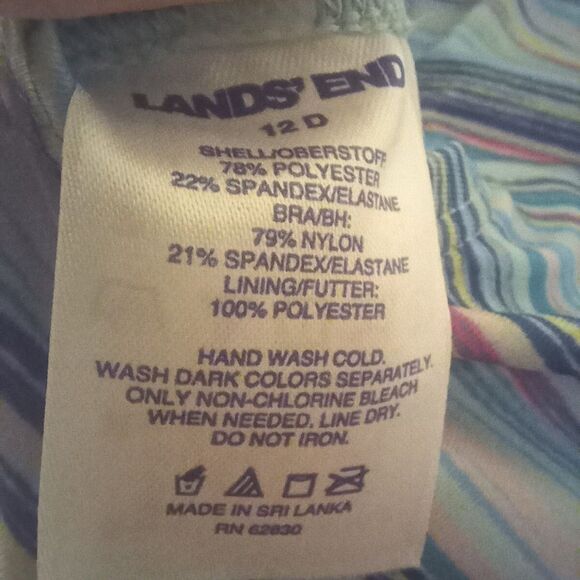 LANDS' END
12 D
SHELL/OBERSTOFF
78% POLYESTER
22% SPANDEX/ELASTANE
BRA/BH:
79% NYLON
21% SPANDEX/ELASTANE
LINING/FUTTER:
100% POLYESTER
HAND WASH COLD.
WASH DARK COLORS SEPARATELY.
ONLY NON-CHLORINE BLEACH
WHEN NEEDED. LINE DRY.
DO NOT IRON.
MADE IN SRI LANKA
RN 62830